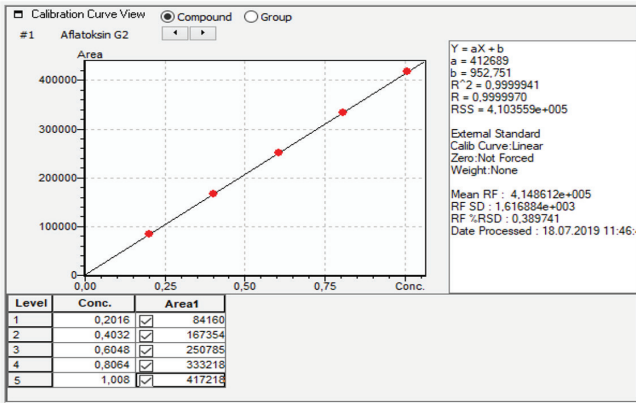 Calibration Curve View Compound Group
#1 Aflatoksin G2
Area
400000
300000
200000
100000
0
0,00 0,25 0,50 0,75 Conc.
Y = aX + b
a = 412689
b = 952,751
R^2 = 0,9999941
R = 0,9999970
RSS = 4,103559e+005
External Standard
Calib Curve:Linear
Zero:Not Forced
Weight:None
Mean RF : 4,148612e+005
RF SD : 1,616884e+003
RF %RSD : 0,389741
Date Processed : 18.07.2019 11:46:
Level Conc. Area1
1 0,2016 84160
2 0,4032 167354
3 0,6048 250785
4 0,8064 333218
5 1,008 417218